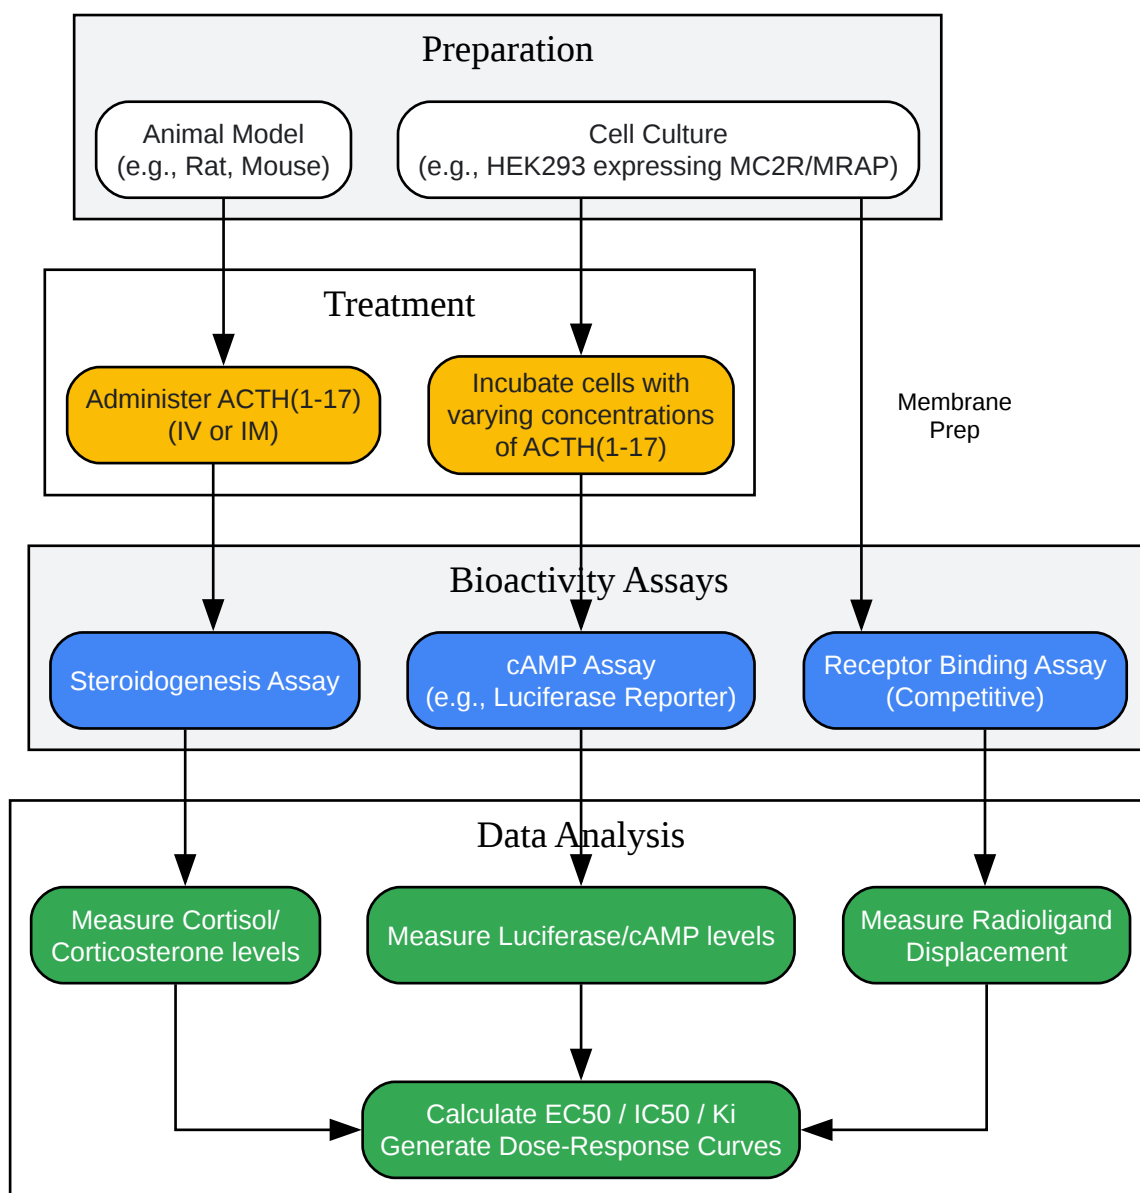 Preparation
Animal Model
(e.g., Rat, Mouse)
Cell Culture
(e.g., HEK293 expressing MC2R/MRAP)
Treatment
Administer ACTH(1-17)
(IV or IM)
Incubate cells with
varying concentrations
of ACTH(1-17)
Membrane
Prep
Bioactivity Assays
Steroidogenesis Assay
cAMP Assay
(e.g., Luciferase Reporter)
Receptor Binding Assay
(Competitive)
Data Analysis
Measure Cortisol/
Corticosterone levels
Measure Luciferase/cAMP levels
Measure Radioligand
Displacement
Calculate EC50 / IC50 / Ki
Generate Dose-Response Curves